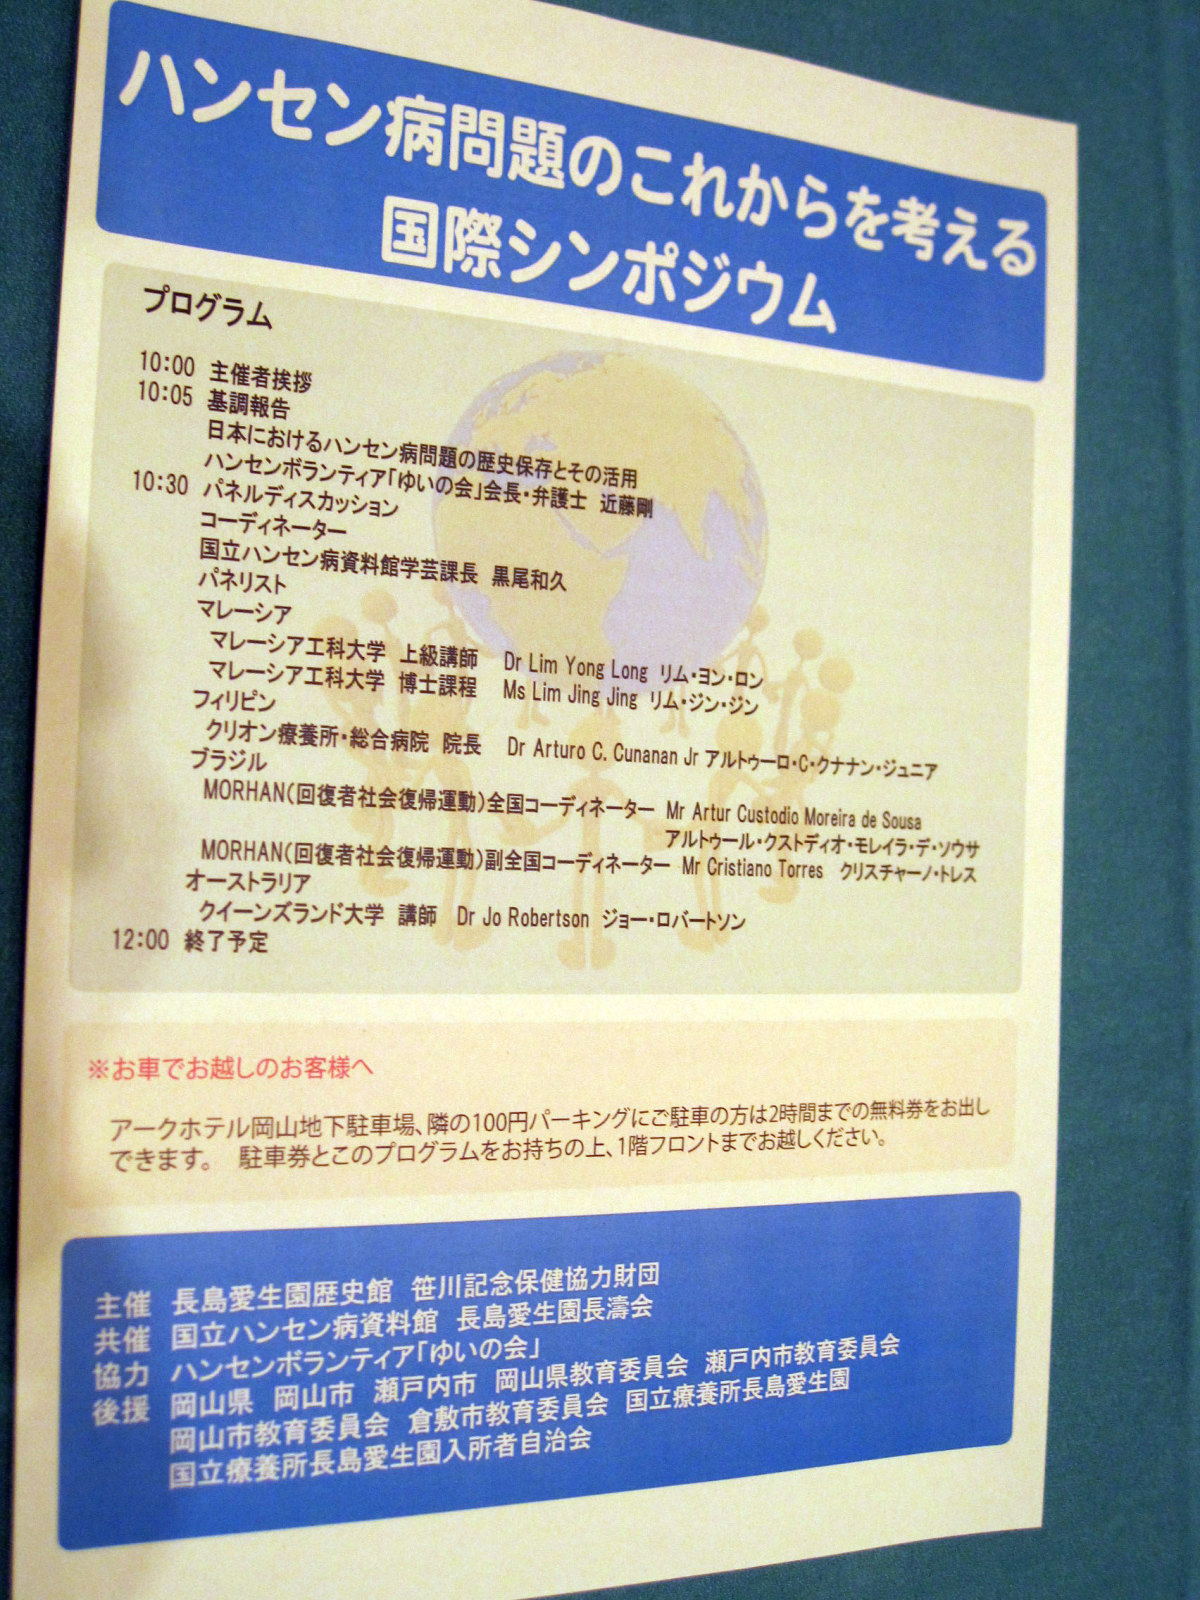 ハンセン病問題のこれからを考える
国際シンポジウム
プログラム
10:00 主催者挨拶
10:05 基調報告
日本におけるハンセン病問題の歴史保存とその活用
ハンセンボランティア「ゆいの会」会長・弁護士 近藤剛
10:30 パネルディスカッション
コーディネーター
国立ハンセン病資料館学芸課長 黒尾和久
パネリスト
マレーシア
マレーシア工科大学 上級講師 Dr Lim Yong Long リム・ヨン・ロン
マレーシア工科大学 博士課程 Ms Lim Jing Jing リム・ジン・ジン
フィリピン
クリオン療養所・総合病院 院長 Dr Arturo C. Cunanan Jr アルトゥーロ・C・クナナン・ジュニア
ブラジル
MORHAN(回復者社会復帰運動)全国コーディネーター Mr Artur Custodio Moreira de Sousa
アルトゥール・クストディオ・モレイラ・デ・ソウサ
MORHAN(回復者社会復帰運動)副全国コーディネーター Mr Cristiano Torres クリスチャーノ・トレス
オーストラリア
クイーンズランド大学 講師 Dr Jo Robertson ジョー・ロバートソン
12:00 終了予定
※お車でお越しのお客様へ
アークホテル岡山地下駐車場、隣の100円パーキングにご駐車の方は2時間までの無料券をお出し
できます。 駐車券とこのプログラムをお持ちの上、1階フロントまでお越しください。
主催 長島愛生園歴史館 笹川記念保健協力財団
共催 国立ハンセン病資料館 長島愛生園長濤会
協力 ハンセンボランティア「ゆいの会」
後援 岡山県 岡山市 瀬戸内市 岡山県教育委員会 瀬戸内市教育委員会
岡山市教育委員会 倉敷市教育委員会 国立療養所長島愛生園
国立療養所長島愛生園入所者自治会